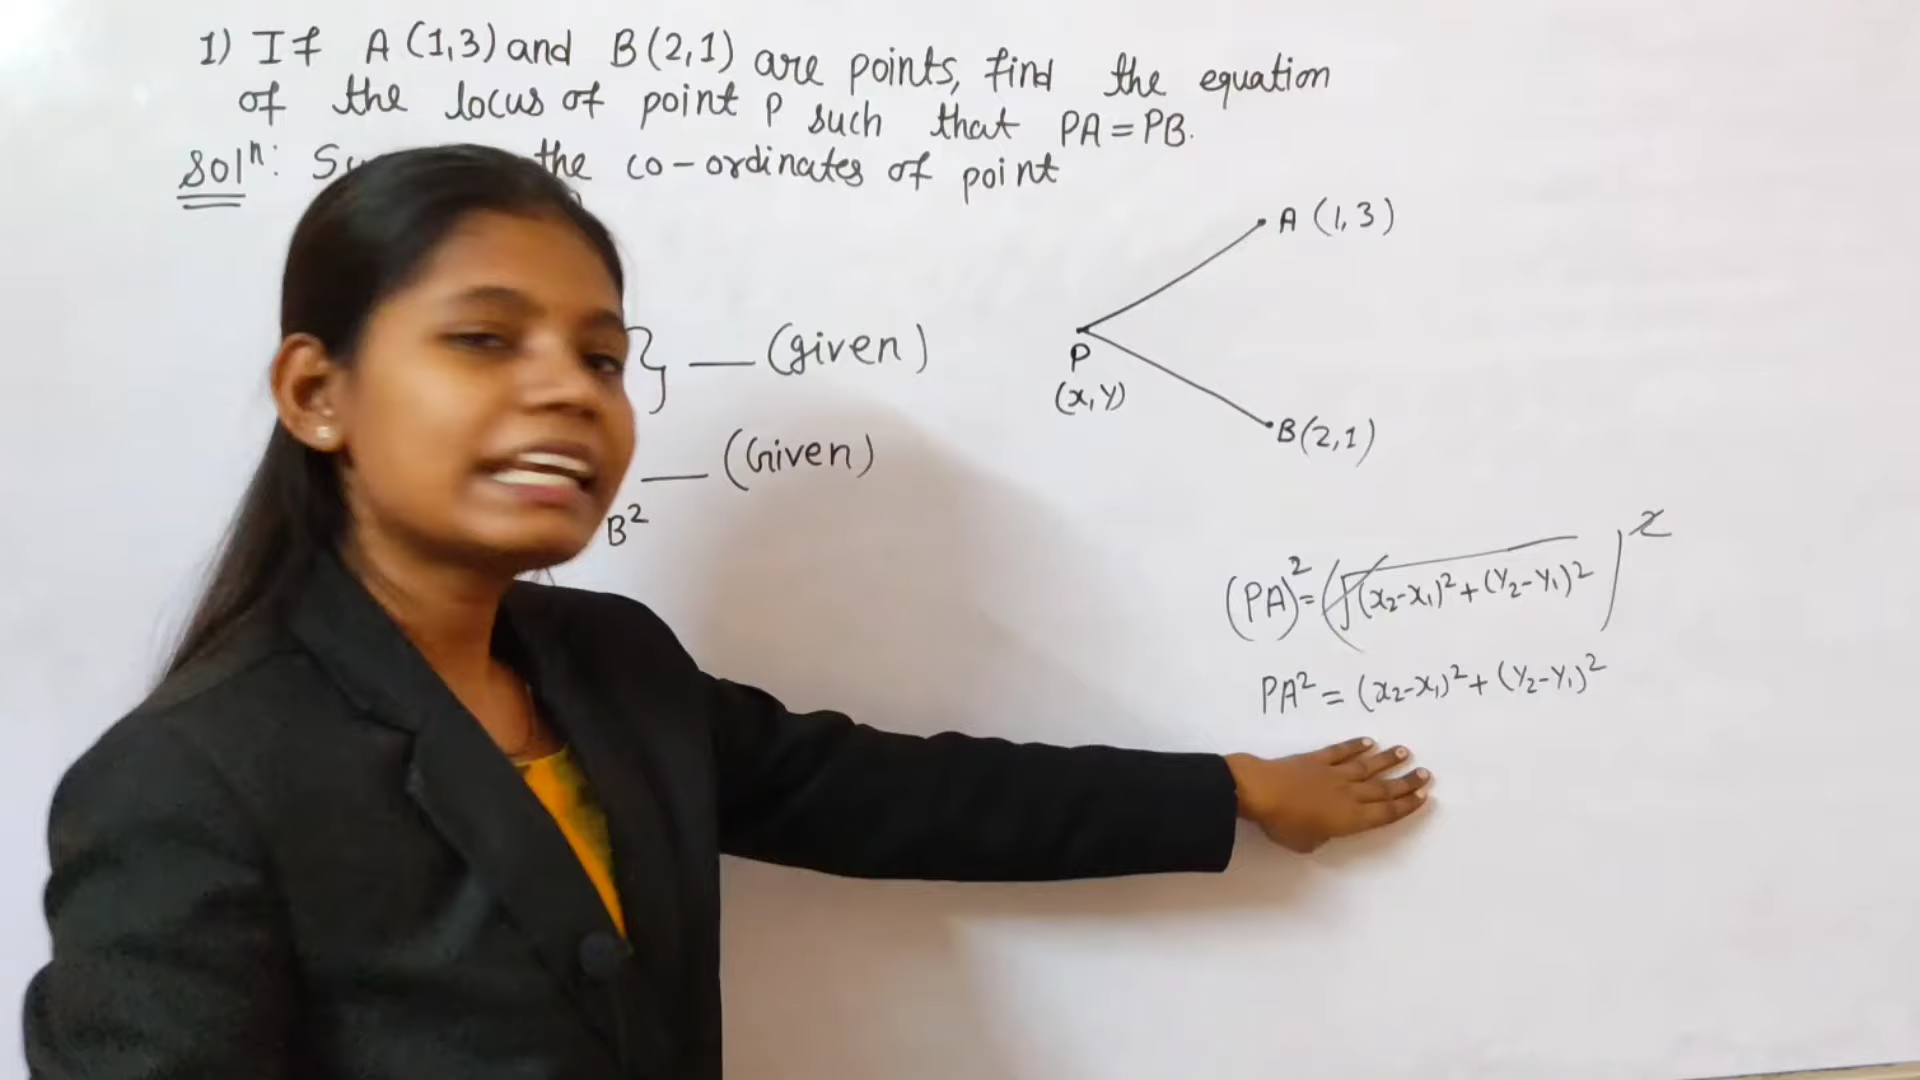 1) If A (1,3) and B (2,1) are points, find the equation
of the locus of point P such that PA = PB.
Solⁿ: the co-ordinates of point
A (1,3)
} — (given)
P
(x, y)
B(2,1)
— (Given)
B²
(PA)² = (√(x₂-x₁)² + (y₂-y₁)²)²
PA² = (x₂-x₁)² + (y₂-y₁)²